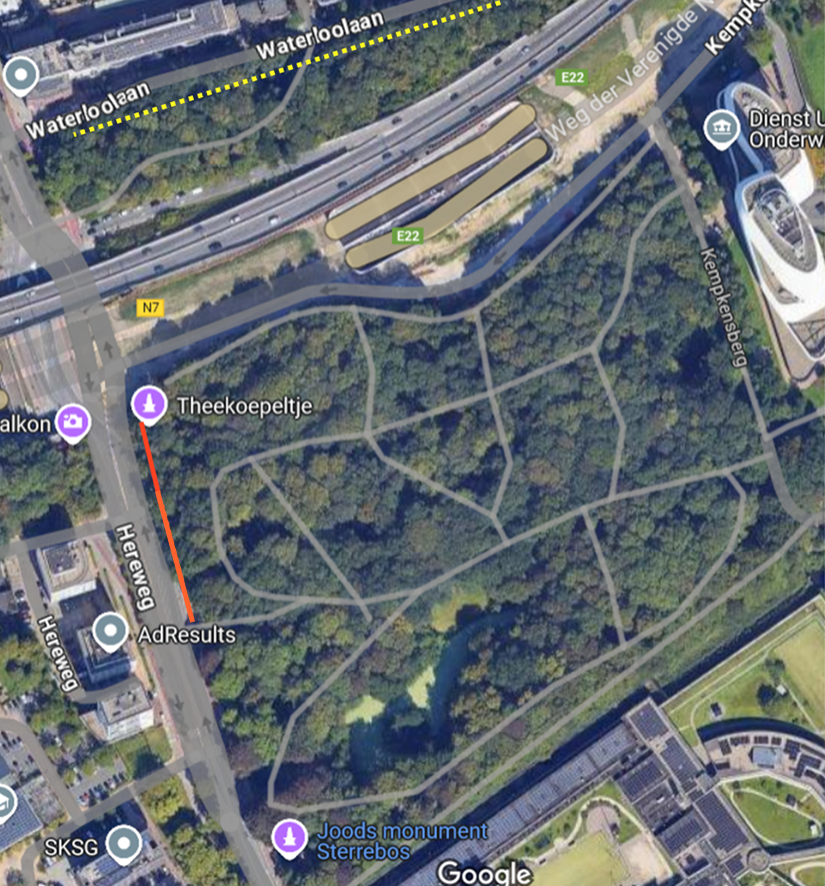 Waterloolaan
Waterloolaan
Kempk
E22
Weg der Verenigde N
Dienst U
Onderw
E22
N7
Kempkensberg
Theekoepeltje
alkon
Hereweg
AdResults
Hereweg
Joods monument
Sterrebos
SKSG
Google